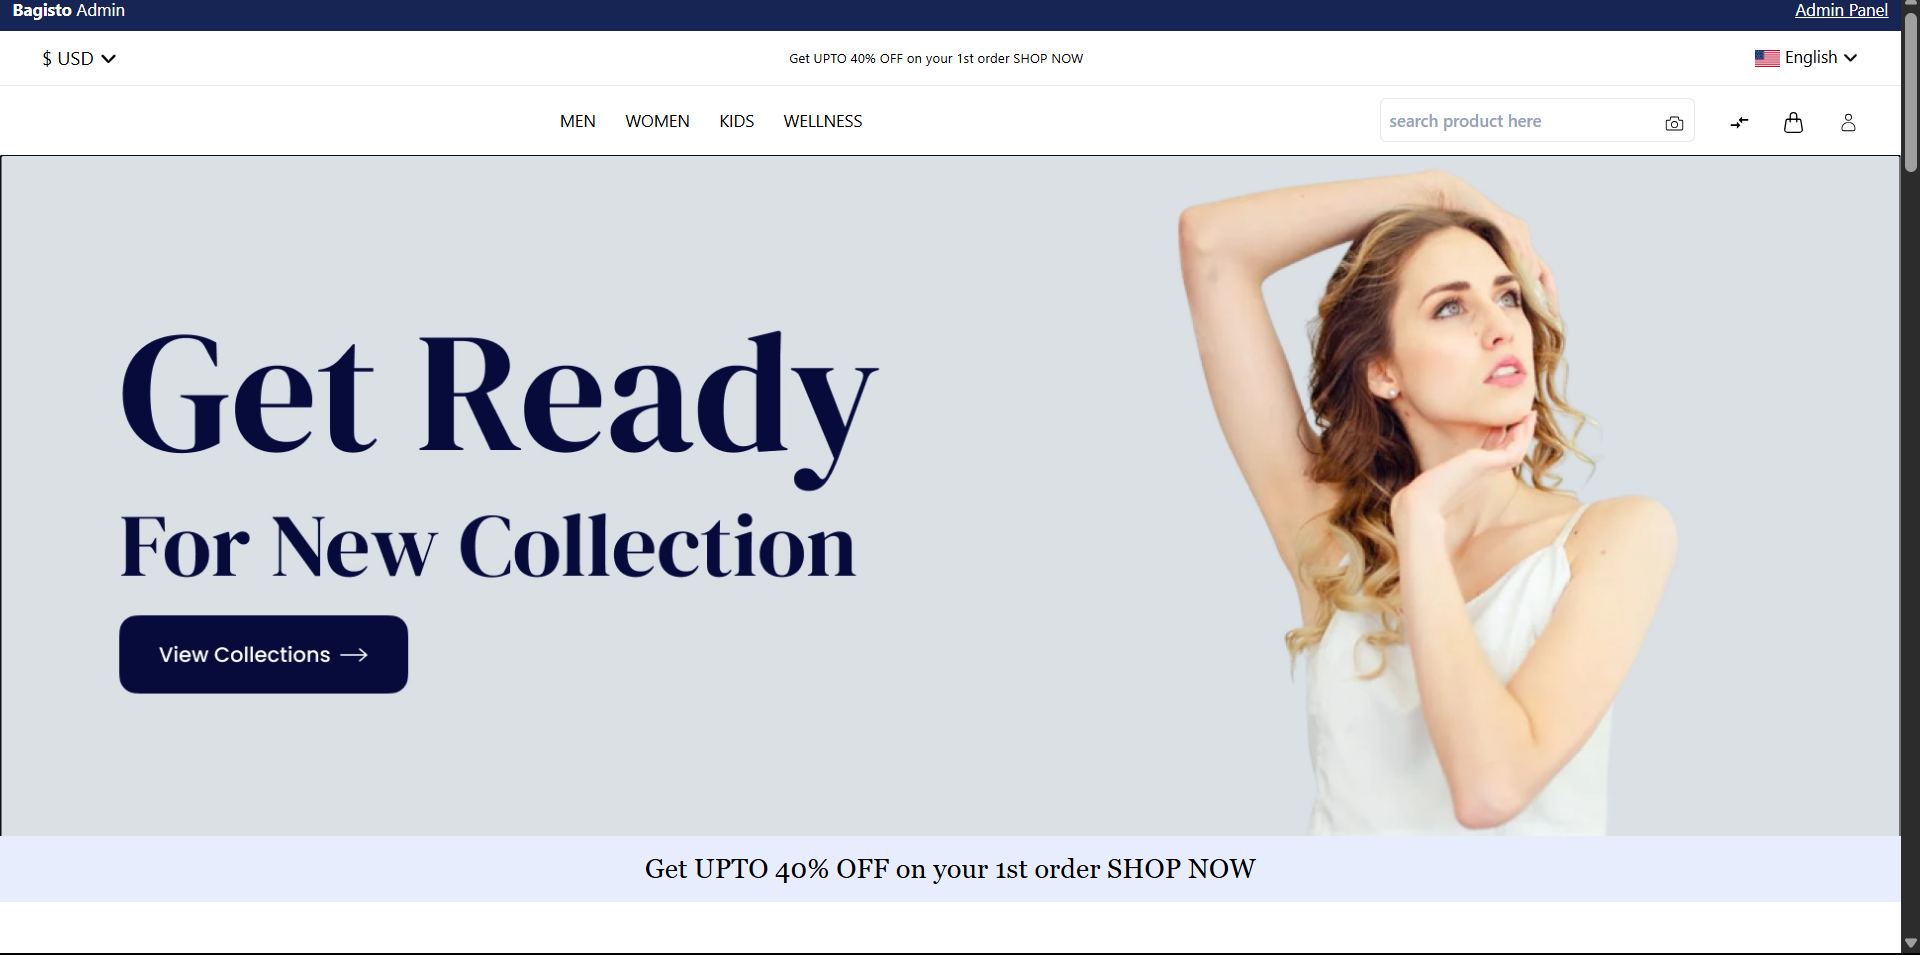 Bagisto Admin
Admin Panel
$ USD
Get UPTO 40% OFF on your 1st order SHOP NOW
English
MEN
WOMEN
KIDS
WELLNESS
search product here
Get Ready
For New Collection
View Collections
Get UPTO 40% OFF on your 1st order SHOP NOW